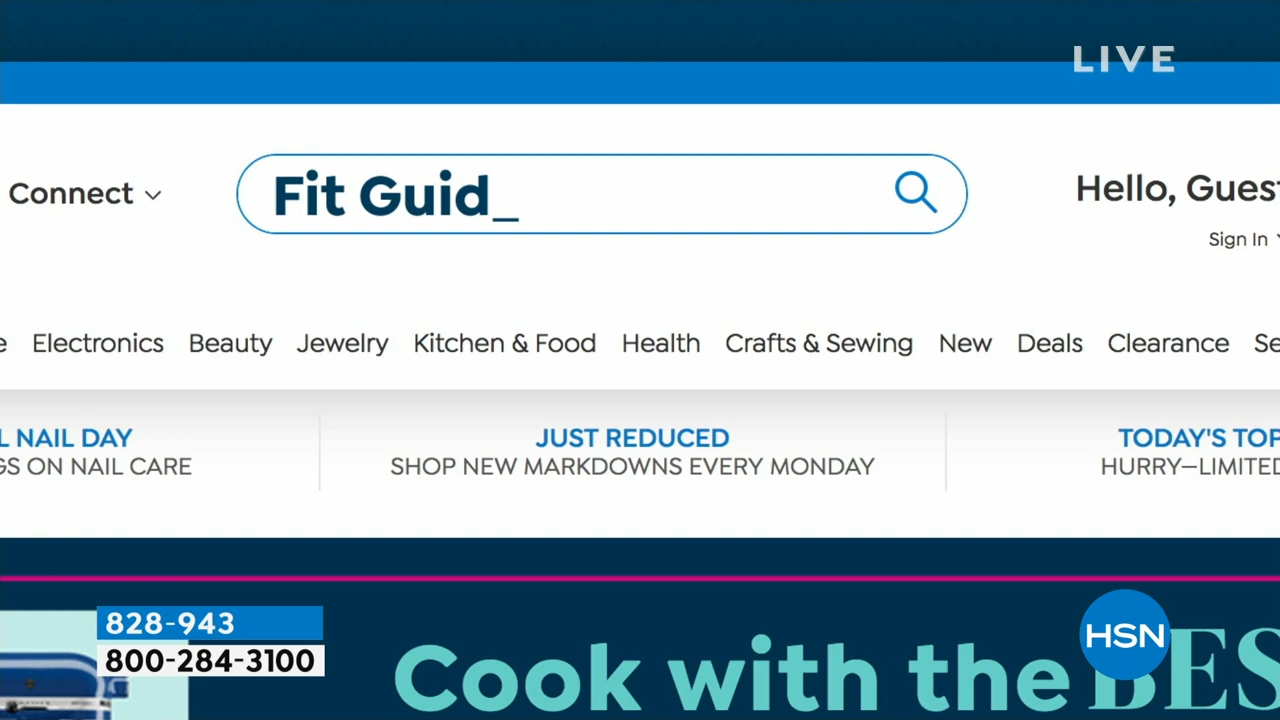 LIVE
Connect
Fit Guid_
Hello, Guest
Sign In
Electronics Beauty Jewelry Kitchen & Food Health Crafts & Sewing New Deals Clearance
NAIL DAY
JUST REDUCED
TODAY'S TOP
ON NAIL CARE
SHOP NEW MARKDOWNS EVERY MONDAY
HURRY—LIMITED
828-943
800-284-3100
Cook with the BES
HSN